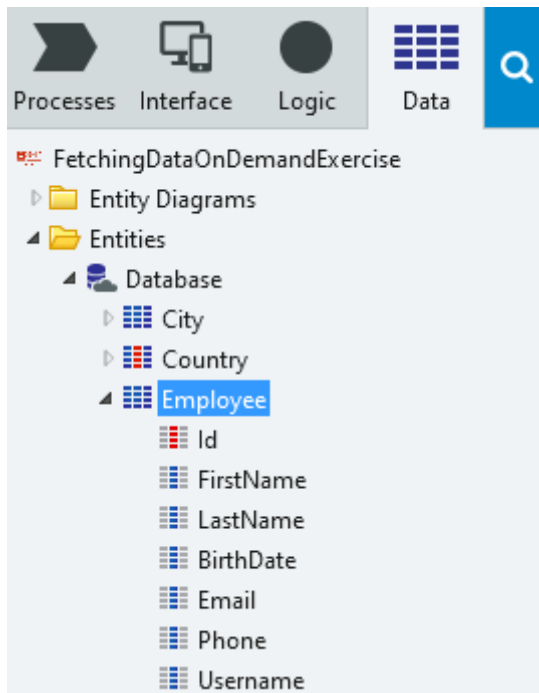 Processes Interface Logic Data
FetchingDataOnDemandExercise
Entity Diagrams
Entities
Database
City
Country
Employee
Id
FirstName
LastName
BirthDate
Email
Phone
Username